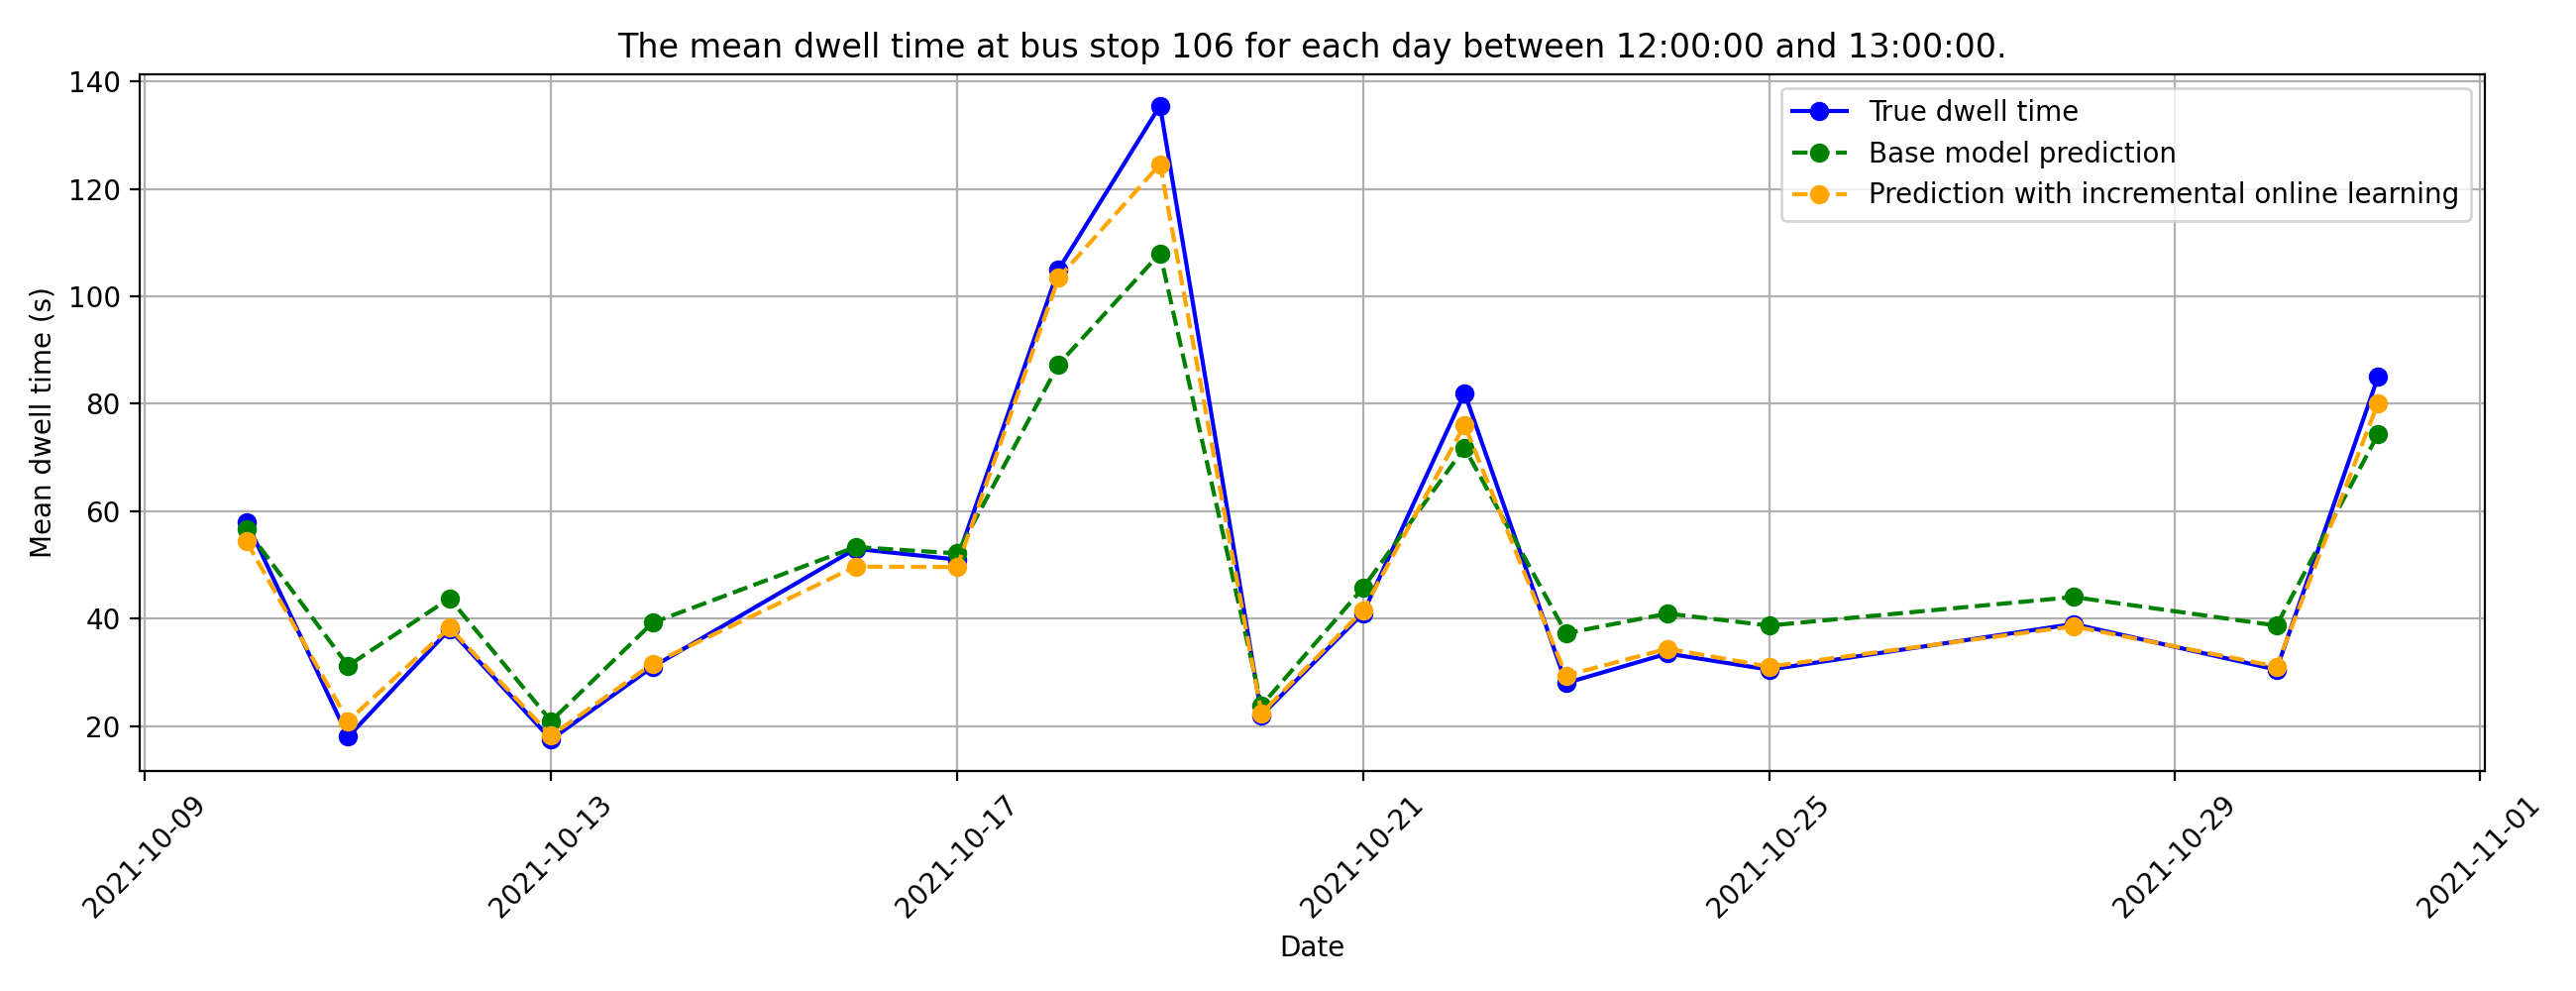 The mean dwell time at bus stop 106 for each day between 12:00:00 and 13:00:00.
True dwell time
Base model prediction
Prediction with incremental online learning
Mean dwell time (s)
140
120
100
80
60
40
20
2021-10-09
2021-10-13
2021-10-17
2021-10-21
2021-10-25
2021-10-29
2021-11-01
Date